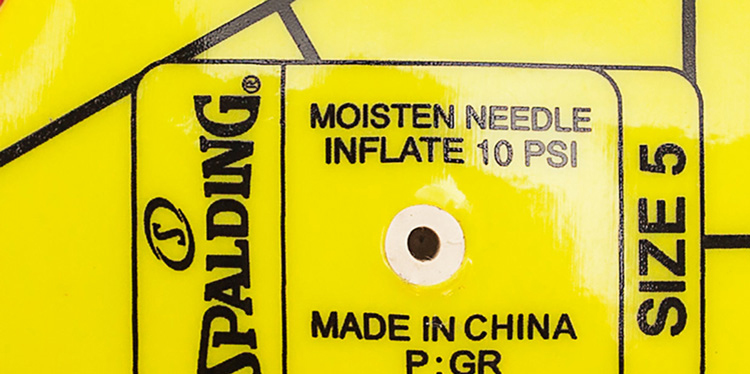 SPALDING®
S
MOISTEN NEEDLE
INFLATE 10 PSI
MADE IN CHINA
P:GR
SIZE 5